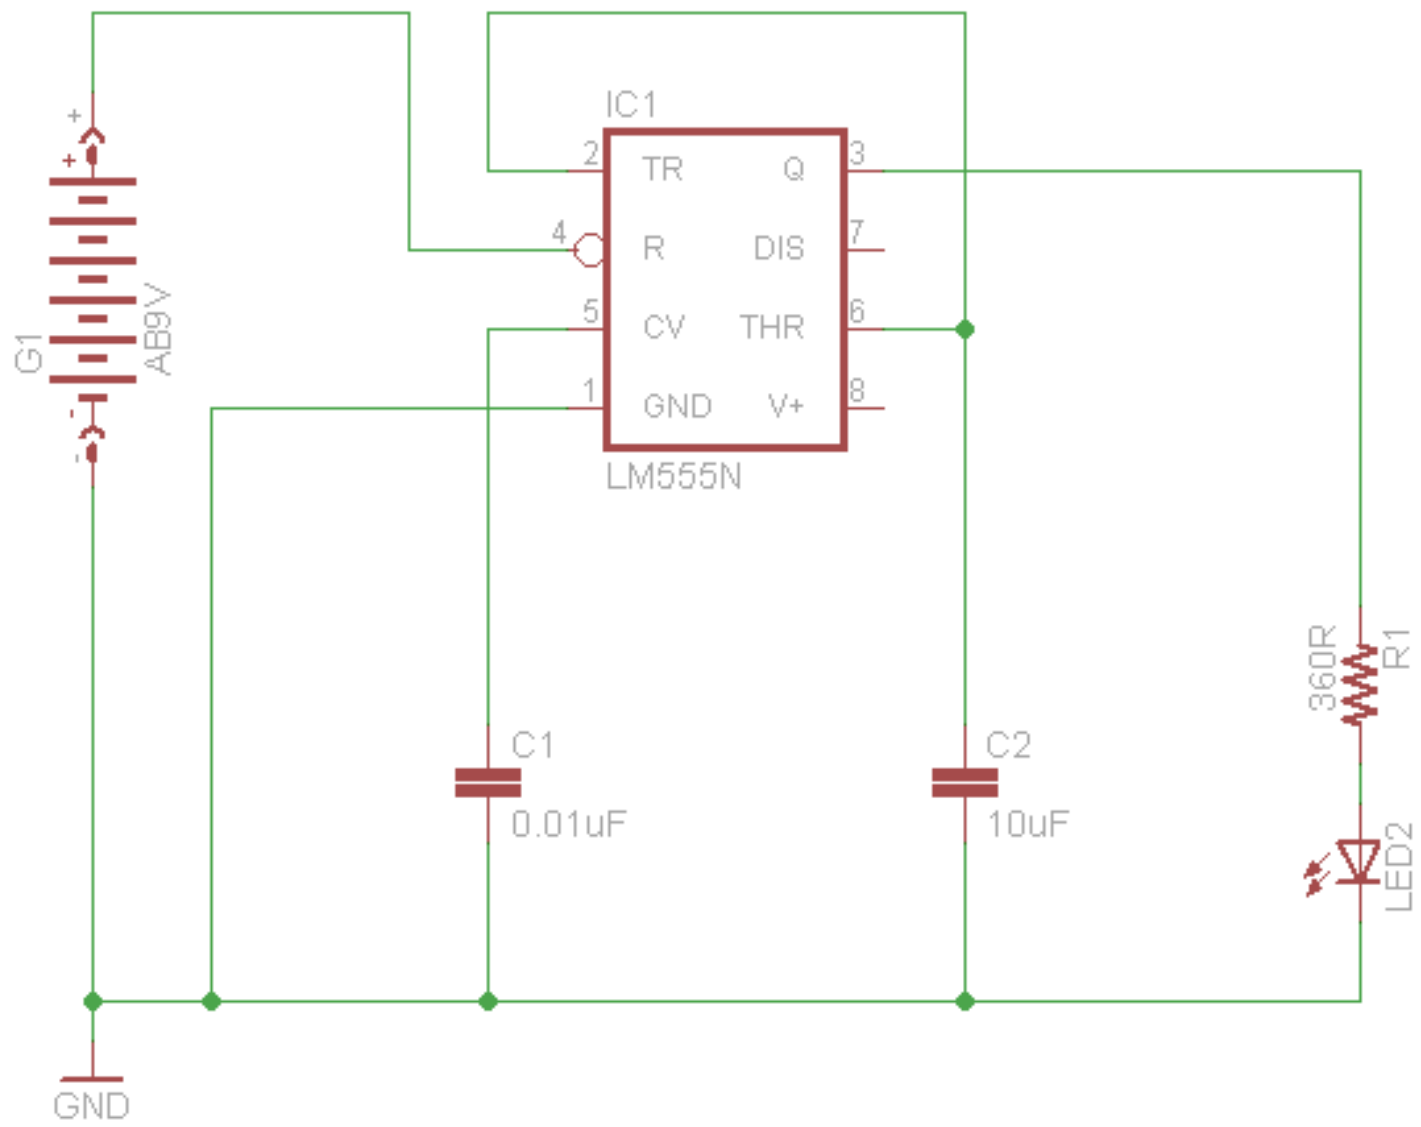 IC1
2 TR Q 3
4 R DIS 7
5 CV THR 6
1 GND V+ 8
LM555N
+
+
G1
AB9V
-
-
C1
0.01uF
C2
10uF
360R
R1
LED2
GND